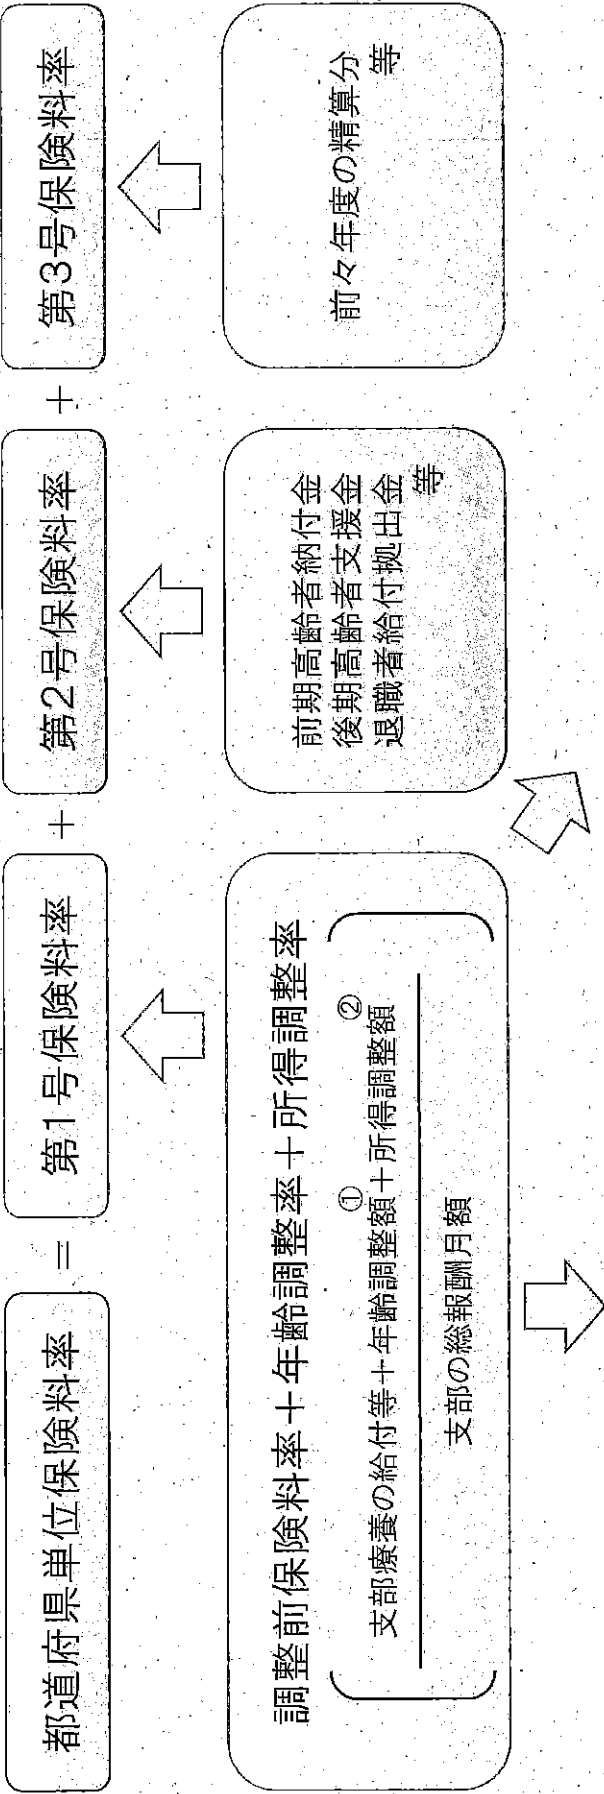 都道府県単位保険料率 = 第1号保険料率 + 第2号保険料率 + 第3号保険料率
調整前保険料率＋年齢調整率＋所得調整率
① ②
支部療養の給付等＋年齢調整額＋所得調整額
支部の総報酬月額
前期高齢者納付金
後期高齢者支援金
退職者給付拠出金
等
前々年度の精算分
等